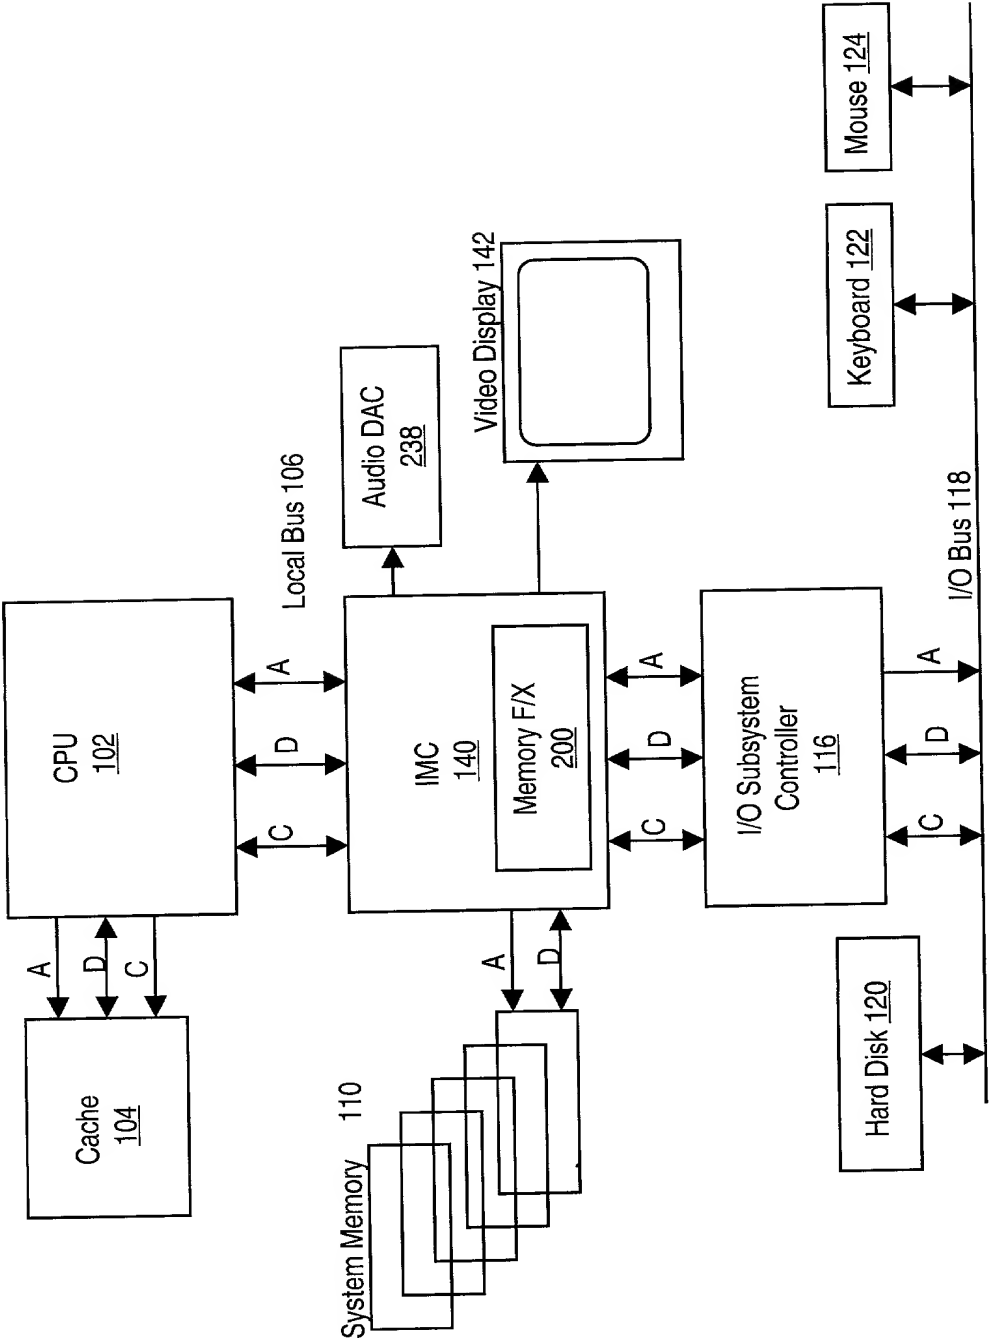 Cache
104
A
D
C
CPU
102
C
D
A
Local Bus 106
System Memory
110
A
D
IMC
140
Memory F/X
200
Audio DAC
238
Video Display 142
C
D
A
I/O Subsystem
Controller
116
C
D
A
I/O Bus 118
Hard Disk 120
Keyboard 122
Mouse 124